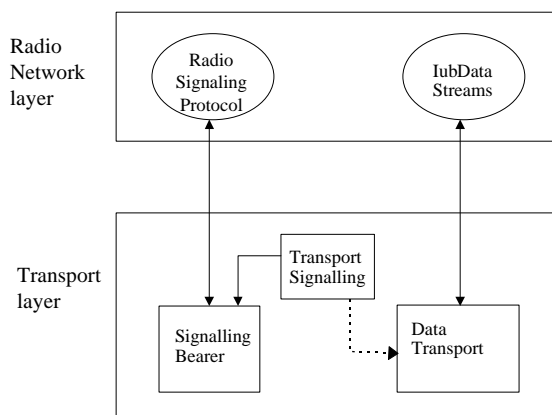 Radio
Network
layer
Radio
Signaling
Protocol
IubData
Streams
Transport
layer
Transport
Signalling
Signalling
Bearer
Data
Transport